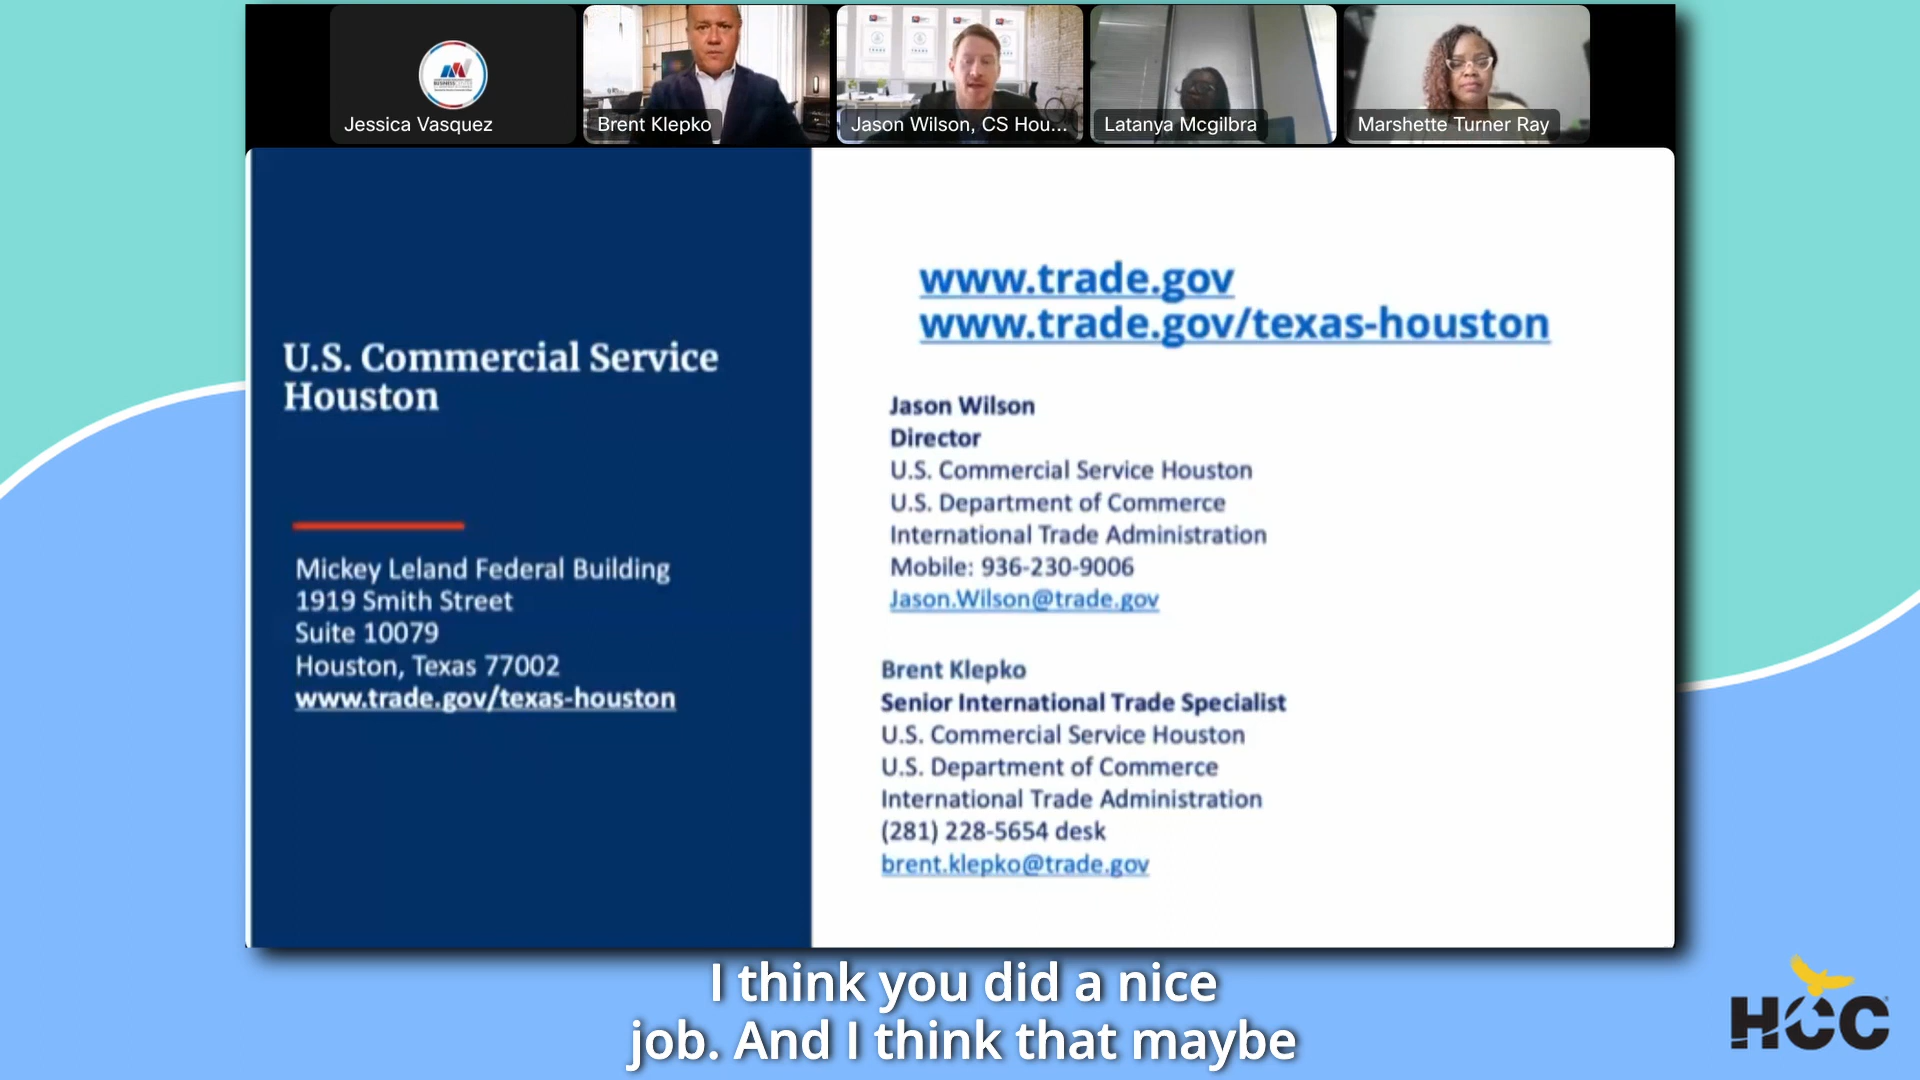 Jessica Vasquez
Brent Klepko
Jason Wilson, CS Hou...
Latanya Mcgilbra
Marshette Turner Ray
U.S. Commercial Service
Houston
Mickey Leland Federal Building
1919 Smith Street
Suite 10079
Houston, Texas 77002
www.trade.gov/texas-houston
www.trade.gov
www.trade.gov/texas-houston
Jason Wilson
Director
U.S. Commercial Service Houston
U.S. Department of Commerce
International Trade Administration
Mobile: 936-230-9006
Jason.Wilson@trade.gov
Brent Klepko
Senior International Trade Specialist
U.S. Commercial Service Houston
U.S. Department of Commerce
International Trade Administration
(281) 228-5654 desk
brent.klepko@trade.gov
I think you did a nice
job. And I think that maybe
HCC